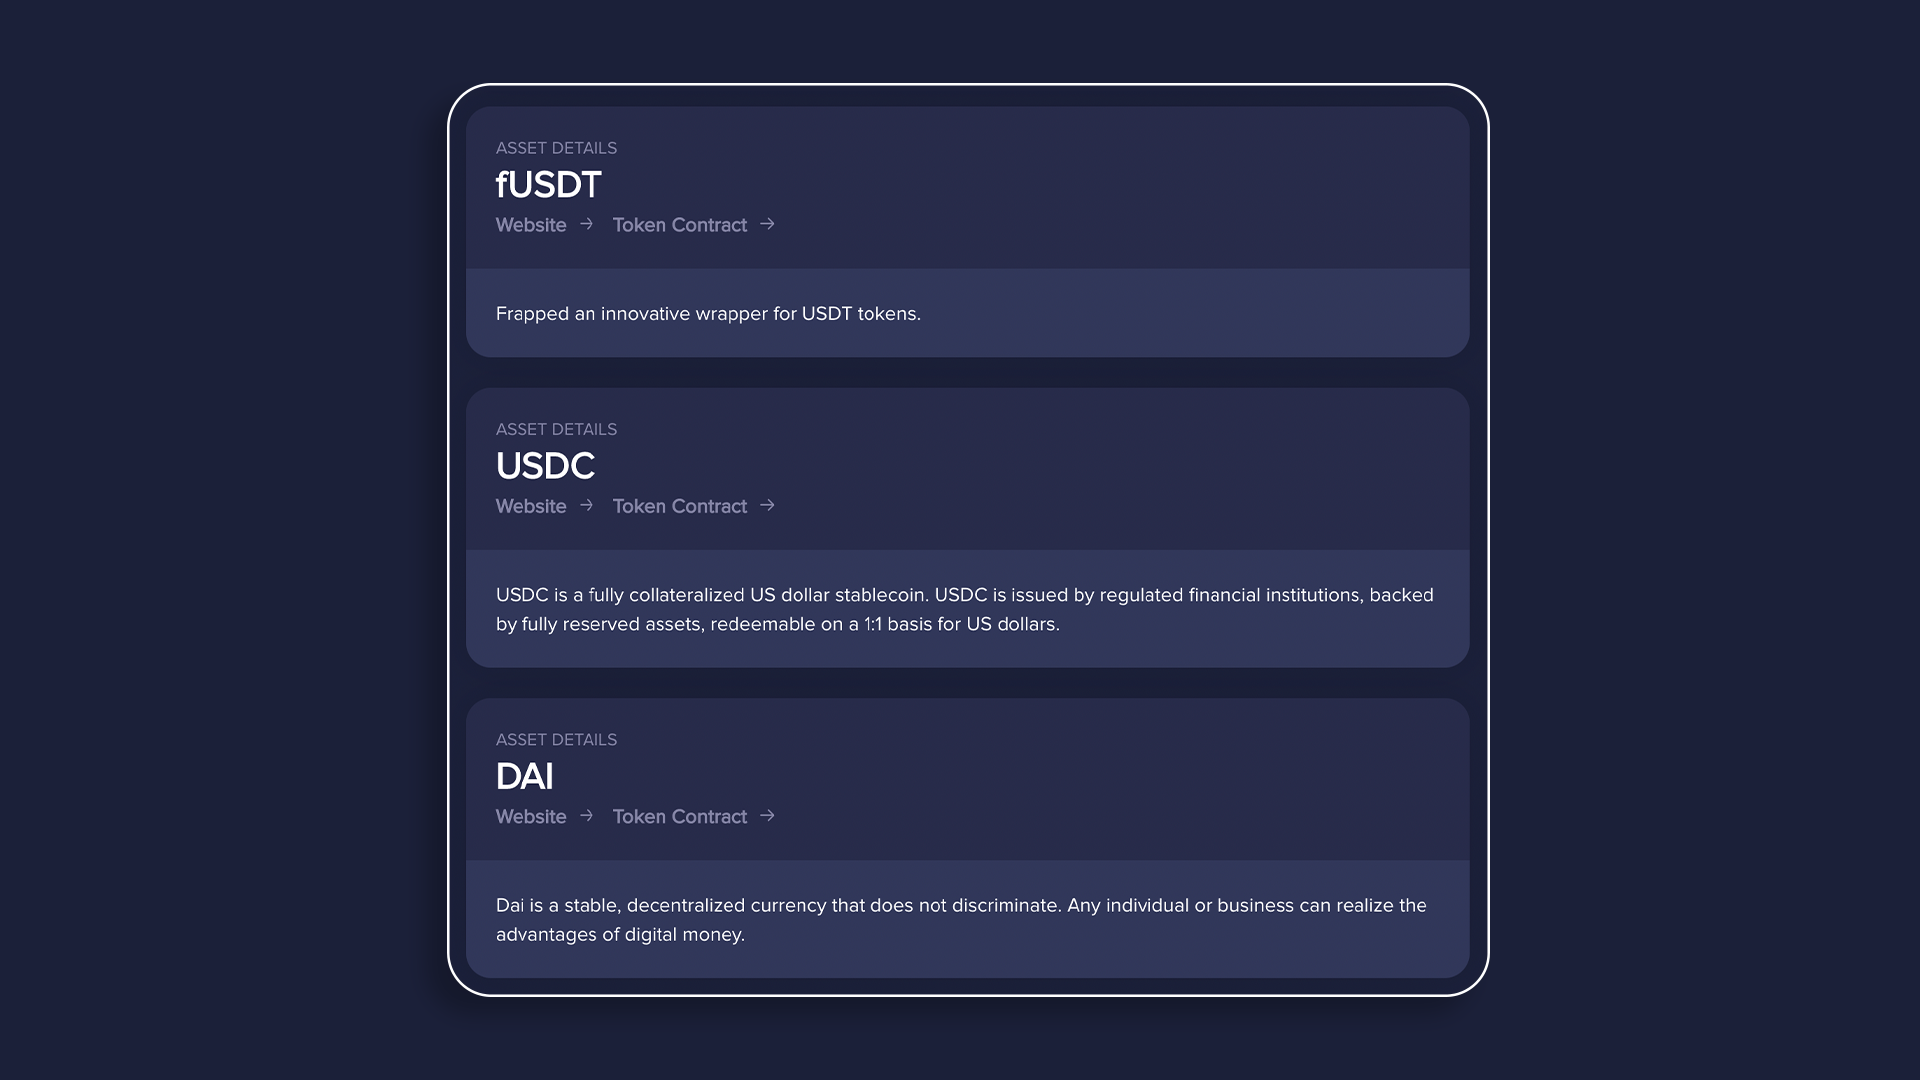 ASSET DETAILS
fUSDT
Website → Token Contract →
Frapped an innovative wrapper for USDT tokens.
ASSET DETAILS
USDC
Website → Token Contract →
USDC is a fully collateralized US dollar stablecoin. USDC is issued by regulated financial institutions, backed
by fully reserved assets, redeemable on a 1:1 basis for US dollars.
ASSET DETAILS
DAI
Website → Token Contract →
Dai is a stable, decentralized currency that does not discriminate. Any individual or business can realize the
advantages of digital money.